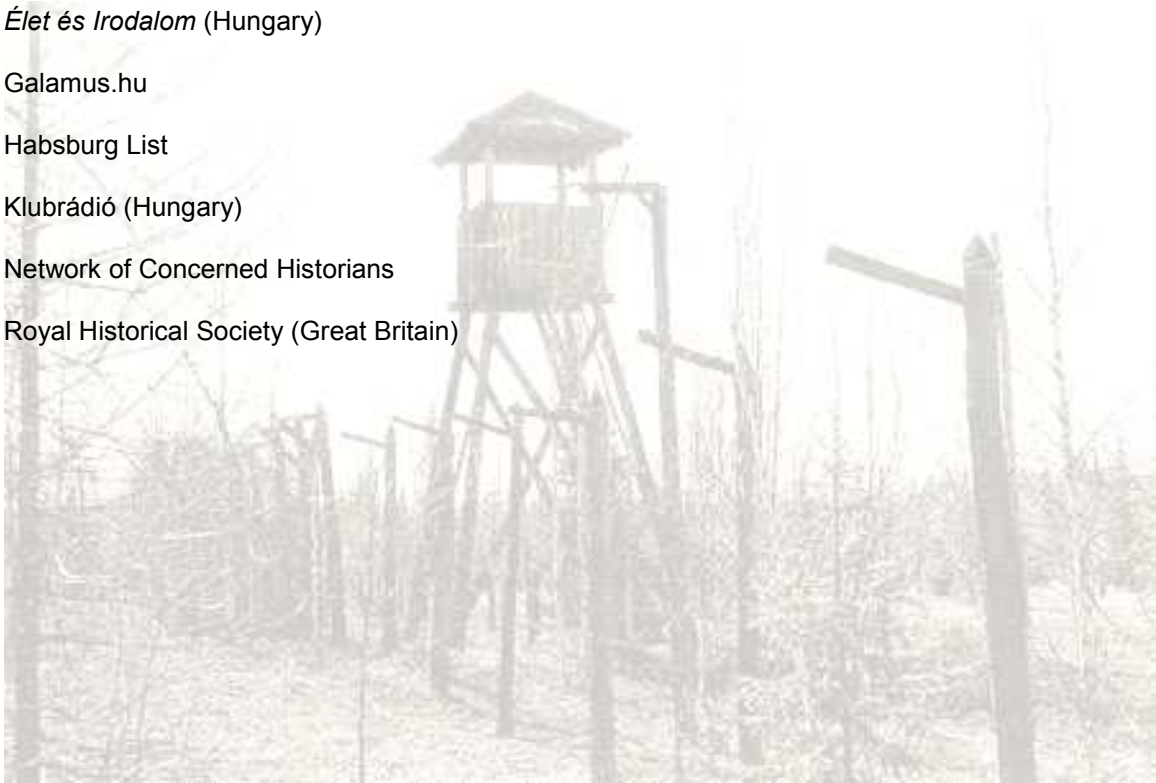 Élet és Irodalom (Hungary)
Galamus.hu
Habsburg List
Klubrádió (Hungary)
Network of Concerned Historians
Royal Historical Society (Great Britain)